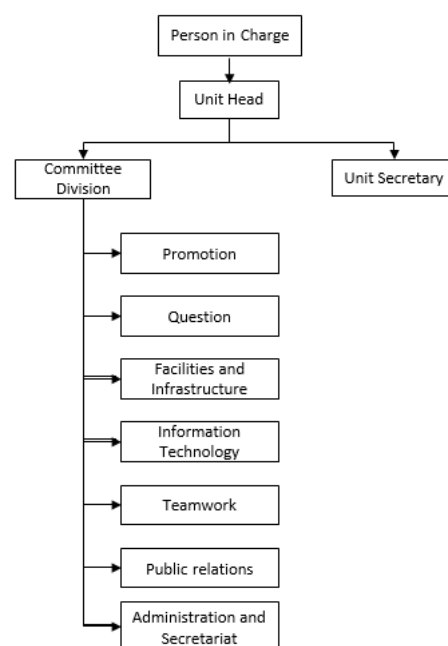 Person in Charge
Unit Head
Committee
Division
Unit Secretary
Promotion
Question
Facilities and
Infrastructure
Information
Technology
Teamwork
Public relations
Administration and
Secretariat